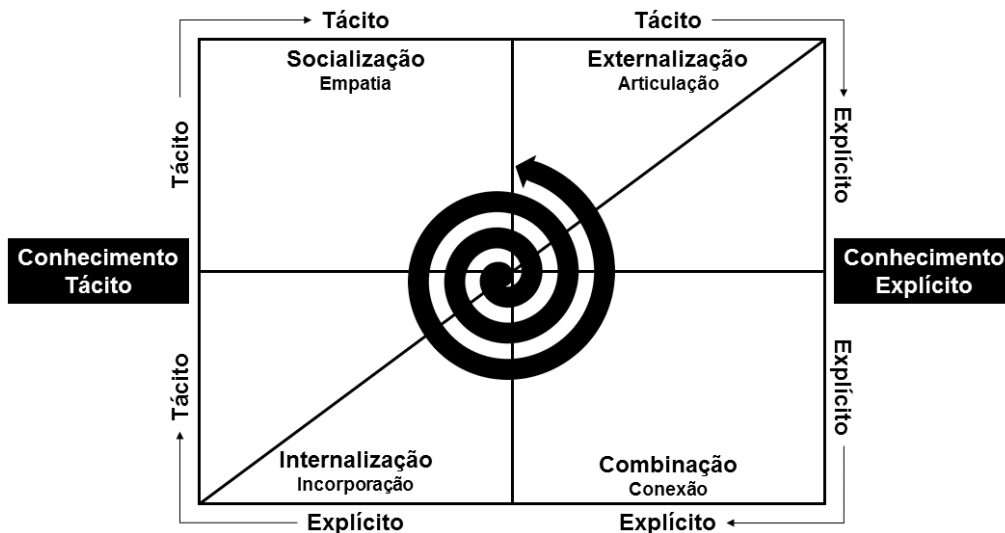 Tácito
Tácito
Socialização
Empatia
Externalização
Articulação
Tácito
Explícito
Conhecimento
Tácito
Conhecimento
Explícito
Tácito
Explícito
Internalização
Incorporação
Combinação
Conexão
Explícito
Explícito